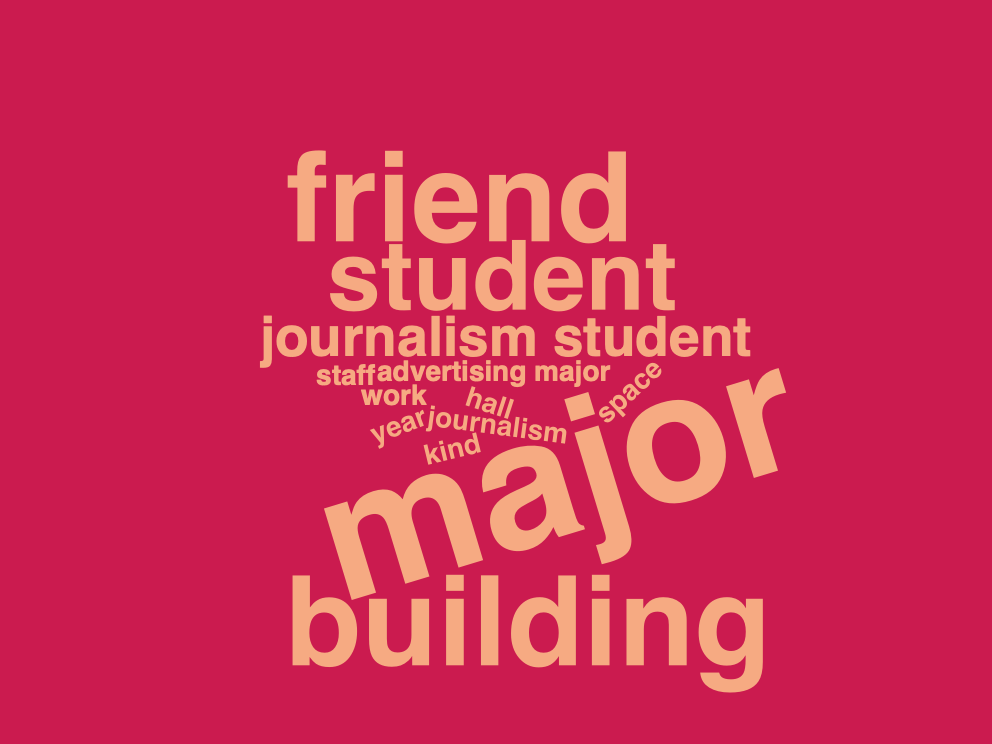 friend
student
journalism student
staff
advertising major
work
hall
space
year
journalism
kind
major
building